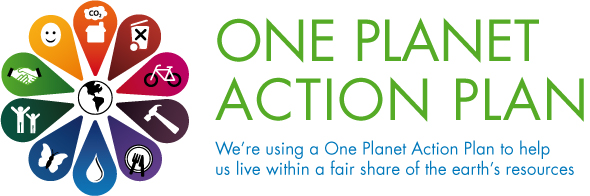 CO₂
ONE PLANET
ACTION PLAN
We're using a One Planet Action Plan to help
us live within a fair share of the earth's resources